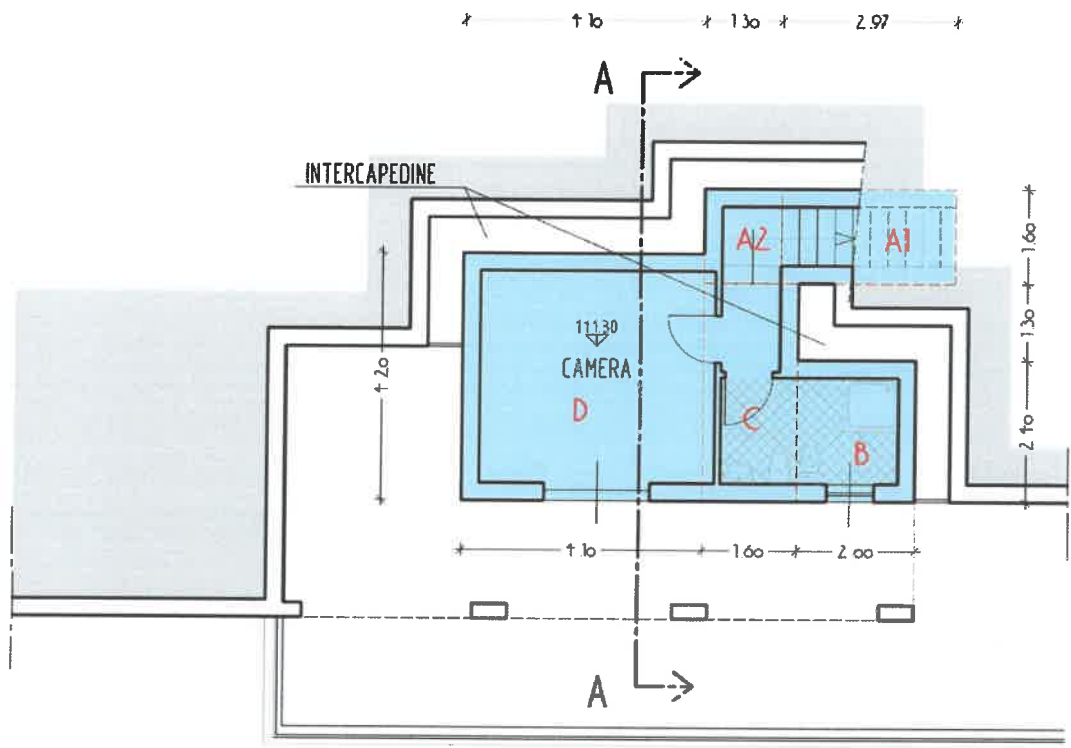 4.10 1.30 2.97
A
INTERCAPEDINE
A2 A1
1.60
111.30
CAMERA
1.30
4.20
D
C
B
2.40
4.10 1.60 2.00
A